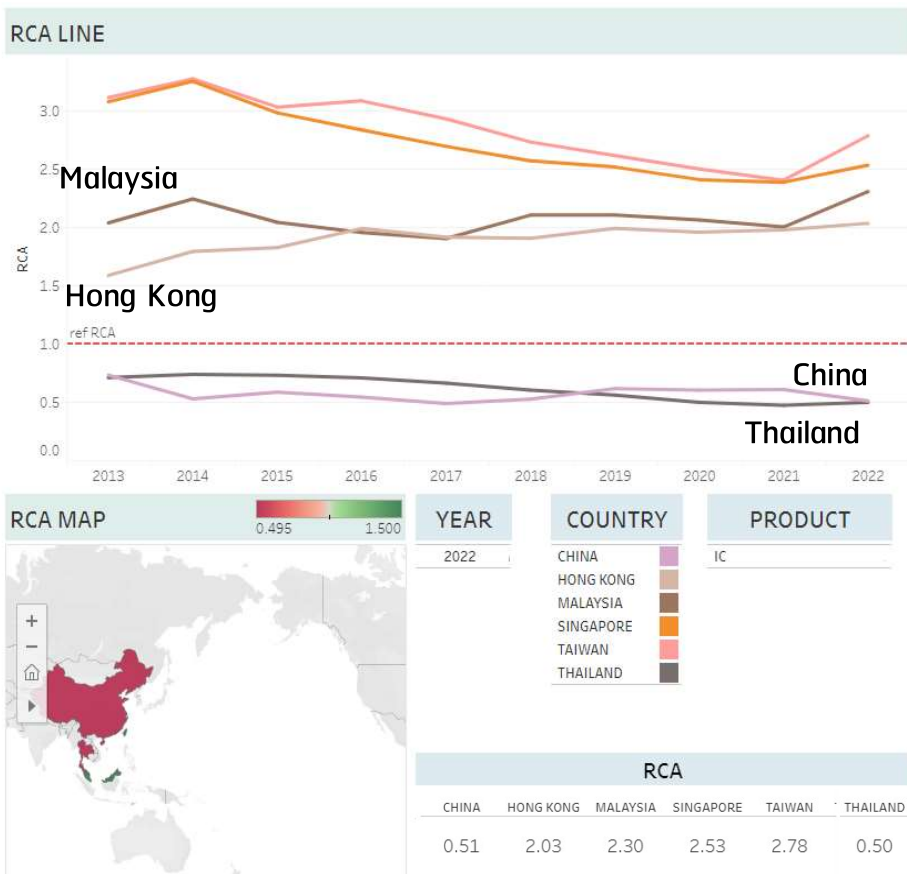 RCA LINE
3.0
2.5
Malaysia
2.0
RCA
1.5
Hong Kong
ref RCA
1.0
China
0.5
Thailand
0.0
2013 2014 2015 2016 2017 2018 2019 2020 2021 2022
RCA MAP
0.495 1.500
YEAR
2022
COUNTRY
CHINA
HONG KONG
MALAYSIA
SINGAPORE
TAIWAN
THAILAND
PRODUCT
IC
RCA
CHINA HONG KONG MALAYSIA SINGAPORE TAIWAN THAILAND
0.51 2.03 2.30 2.53 2.78 0.50